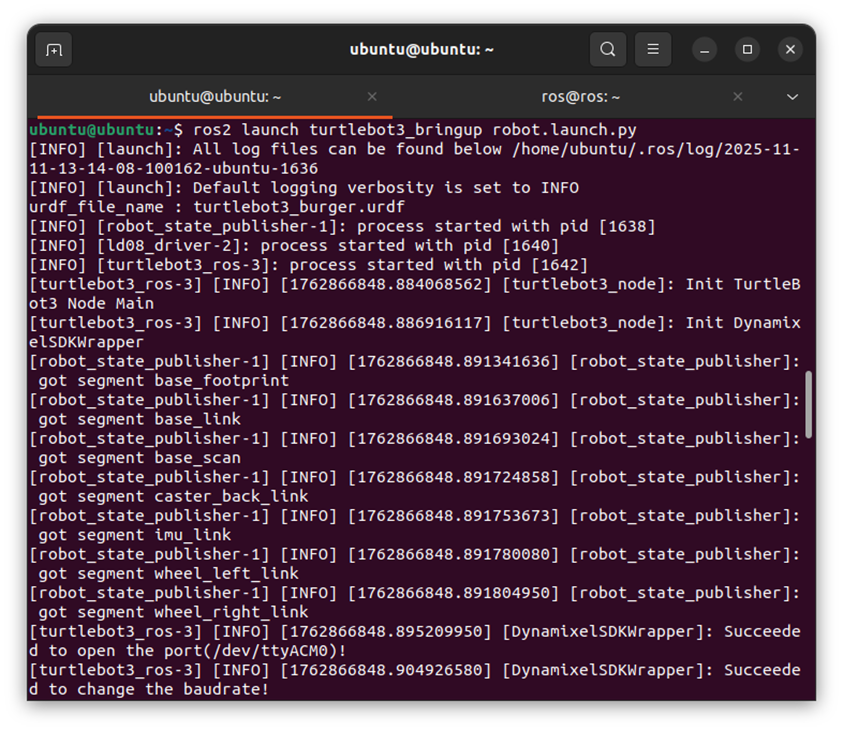 ubuntu@ubuntu: ~
ubuntu@ubuntu: ~
ros@ros: ~
ubuntu@ubuntu:~$ ros2 launch turtlebot3_bringup robot.launch.py
[INFO] [launch]: All log files can be found below /home/ubuntu/.ros/log/2025-11-
11-13-14-08-100162-ubuntu-1636
[INFO] [launch]: Default logging verbosity is set to INFO
urdf_file_name : turtlebot3_burger.urdf
[INFO] [robot_state_publisher-1]: process started with pid [1638]
[INFO] [ld08_driver-2]: process started with pid [1640]
[INFO] [turtlebot3_ros-3]: process started with pid [1642]
[turtlebot3_ros-3] [INFO] [1762866848.884068562] [turtlebot3_node]: Init TurtleB
ot3 Node Main
[turtlebot3_ros-3] [INFO] [1762866848.886916117] [turtlebot3_node]: Init Dynamix
elSDKWrapper
[robot_state_publisher-1] [INFO] [1762866848.891341636] [robot_state_publisher]:
 got segment base_footprint
[robot_state_publisher-1] [INFO] [1762866848.891637006] [robot_state_publisher]:
 got segment base_link
[robot_state_publisher-1] [INFO] [1762866848.891693024] [robot_state_publisher]:
 got segment base_scan
[robot_state_publisher-1] [INFO] [1762866848.891724858] [robot_state_publisher]:
 got segment caster_back_link
[robot_state_publisher-1] [INFO] [1762866848.891753673] [robot_state_publisher]:
 got segment imu_link
[robot_state_publisher-1] [INFO] [1762866848.891780080] [robot_state_publisher]:
 got segment wheel_left_link
[robot_state_publisher-1] [INFO] [1762866848.891804950] [robot_state_publisher]:
 got segment wheel_right_link
[turtlebot3_ros-3] [INFO] [1762866848.895209950] [DynamixelSDKWrapper]: Succeede
d to open the port(/dev/ttyACM0)!
[turtlebot3_ros-3] [INFO] [1762866848.904926580] [DynamixelSDKWrapper]: Succeede
d to change the baudrate!